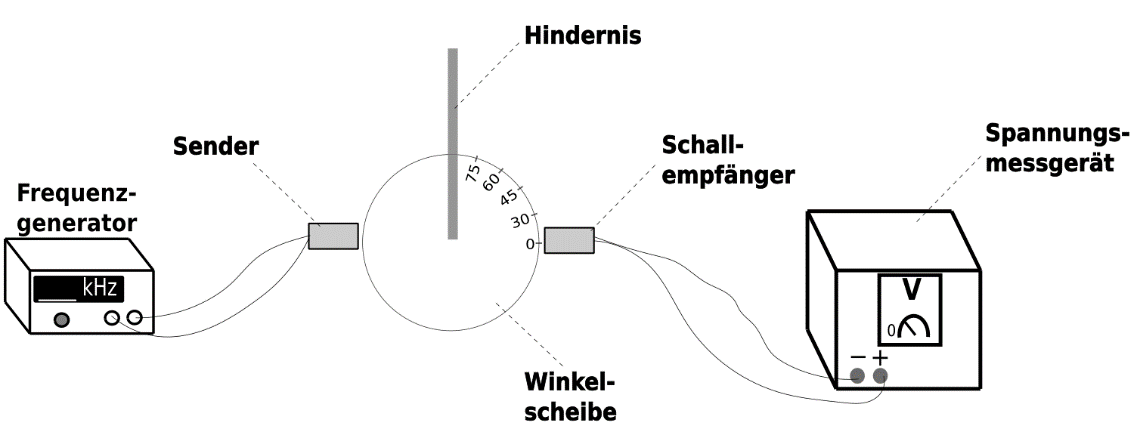 Hindernis
Sender
Schall-
empfänger
Spannungs-
messgerät
Frequenz-
generator
kHz
75
60
45
30
0
V
0
− +
Winkel-
scheibe